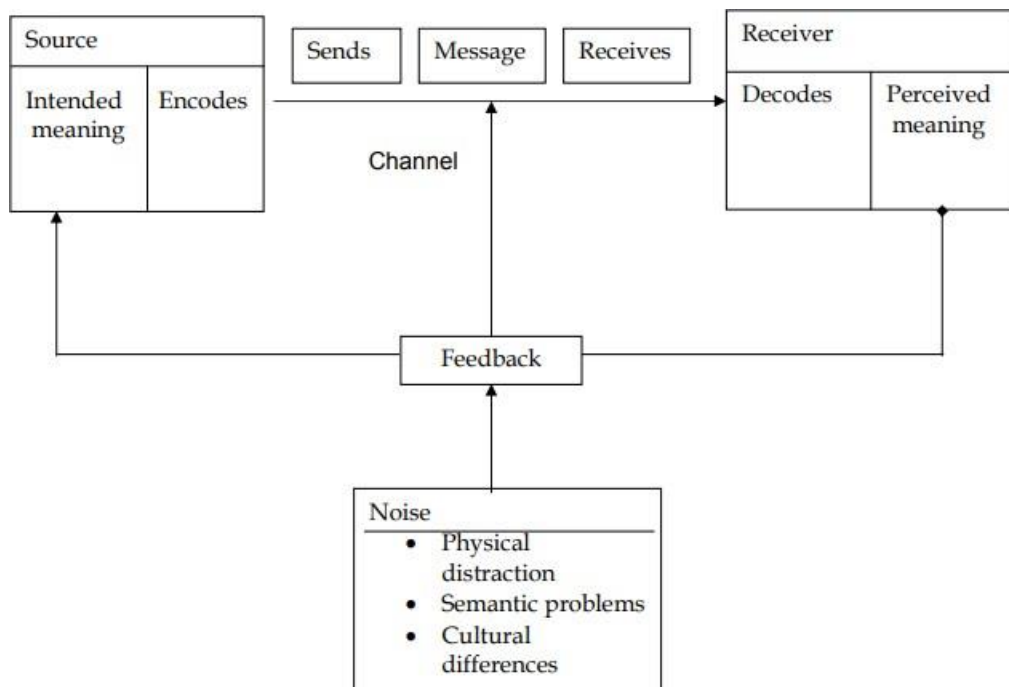 Source
Intended
meaning
Encodes
Sends
Message
Receives
Receiver
Decodes
Perceived
meaning
Channel
Feedback
Noise
• Physical
distraction
• Semantic problems
• Cultural
differences